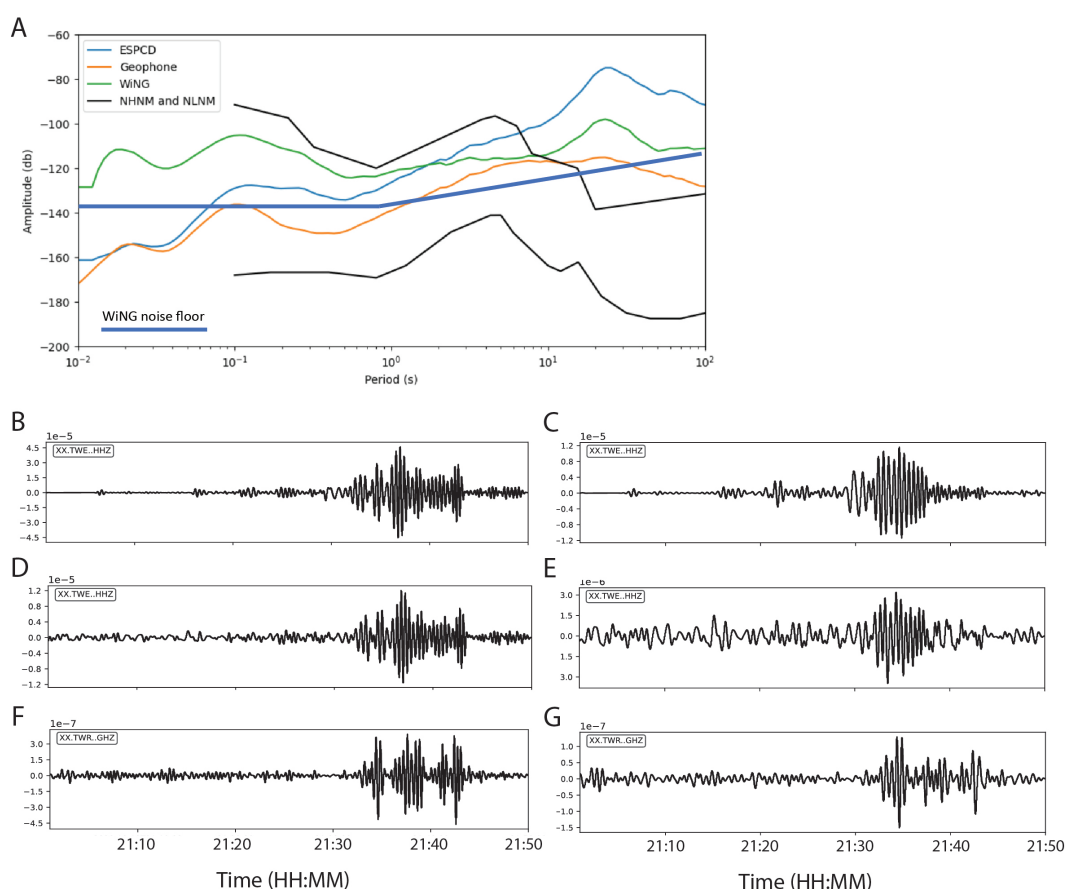 A
−60
−80
−100
−120
−140
−160
−180
−200
Amplitude (db)
ESPCD
Geophone
WiNG
NHNM and NLNM
WiNG noise floor
10−2 10−1 100 101 102
Period (s)
B
1e−5
XX.TWE..HHZ
4.5
3.0
1.5
0.0
−1.5
−3.0
−4.5
C
1e−5
XX.TWE..HHZ
1.2
0.8
0.4
0.0
−0.4
−0.8
−1.2
D
1e−5
XX.TWE..HHZ
1.2
0.8
0.4
0.0
−0.4
−0.8
−1.2
E
1e−6
XX.TWE..HHZ
3.0
1.5
0.0
1.5
3.0
F
1e−7
XX.TWR..GHZ
3.0
1.5
0.0
−1.5
−3.0
−4.5
21:10 21:20 21:30 21:40 21:50
Time (HH:MM)
G
1e−7
XX.TWR..GHZ
1.0
0.5
0.0
−0.5
−1.0
−1.5
21:10 21:20 21:30 21:40 21:50
Time (HH:MM)